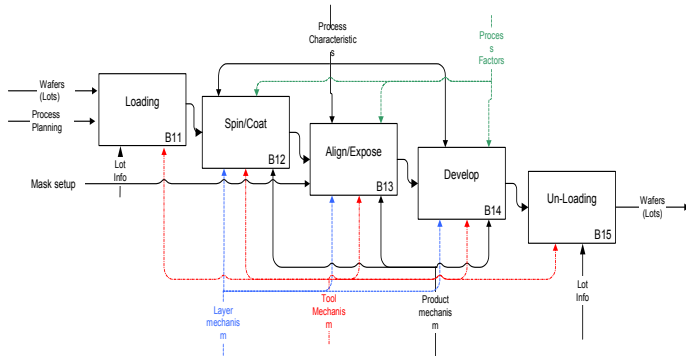 Process
Characteristic
s
Proces
s
Factors
Wafers
(Lots)
Process
Planning
Loading
B11
Spin/Coat
B12
Lot
Info
Align/Expose
B13
Mask setup
Develop
B14
Un-Loading
B15
Wafers
(Lots)
Lot
Info
Layer
mechanis
m
Tool
Mechanis
m
Product
mechanis
m